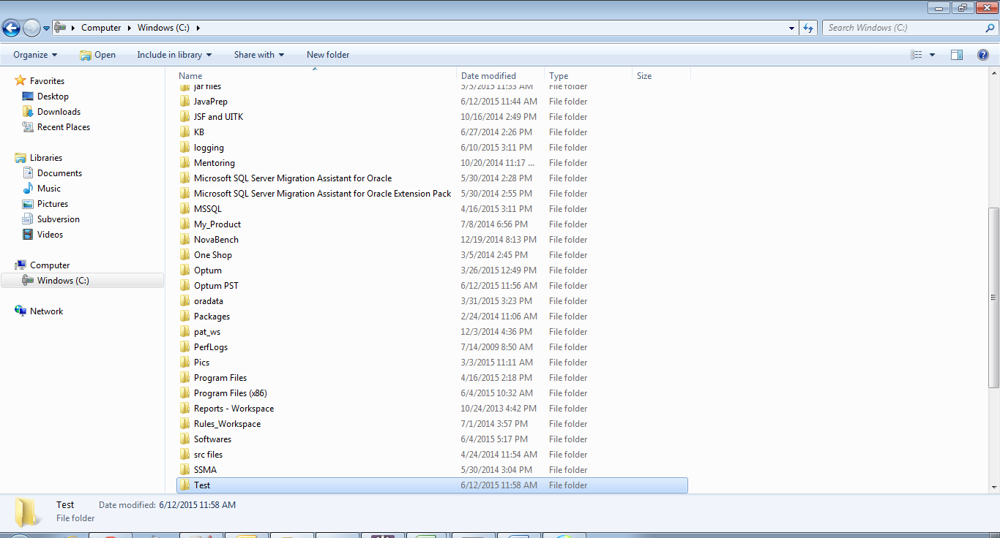 Computer Windows (C:) Search Windows (C:)
Organize Open Include in library Share with New folder
Name Date modified Type Size
Favorites
Desktop
Downloads
Recent Places
Libraries
Documents
Music
Pictures
Subversion
Videos
Computer
Windows (C:)
Network
jar files 5/5/2015 11:33 AM File folder
JavaPrep 6/12/2015 11:44 AM File folder
JSF and UITK 10/16/2014 2:49 PM File folder
KB 6/27/2014 2:26 PM File folder
logging 6/10/2015 3:11 PM File folder
Mentoring 10/20/2014 11:17 ... File folder
Microsoft SQL Server Migration Assistant for Oracle 5/30/2014 2:28 PM File folder
Microsoft SQL Server Migration Assistant for Oracle Extension Pack 5/30/2014 2:55 PM File folder
MSSQL 4/16/2015 3:11 PM File folder
My_Product 7/8/2014 6:56 PM File folder
NovaBench 12/19/2014 8:13 PM File folder
One Shop 3/5/2014 2:45 PM File folder
Optum 3/26/2015 12:49 PM File folder
Optum PST 6/12/2015 11:56 AM File folder
oradata 3/31/2015 3:23 PM File folder
Packages 2/24/2014 11:06 AM File folder
pat_ws 12/3/2014 4:36 PM File folder
PerfLogs 7/14/2009 8:50 AM File folder
Pics 3/3/2015 11:11 AM File folder
Program Files 4/16/2015 2:18 PM File folder
Program Files (x86) 6/4/2015 10:32 AM File folder
Reports - Workspace 10/24/2013 4:42 PM File folder
Rules_Workspace 7/1/2014 3:57 PM File folder
Softwares 6/4/2015 5:17 PM File folder
src files 4/24/2014 11:54 AM File folder
SSMA 5/30/2014 3:04 PM File folder
Test 6/12/2015 11:58 AM File folder
Test Date modified: 6/12/2015 11:58 AM
File folder